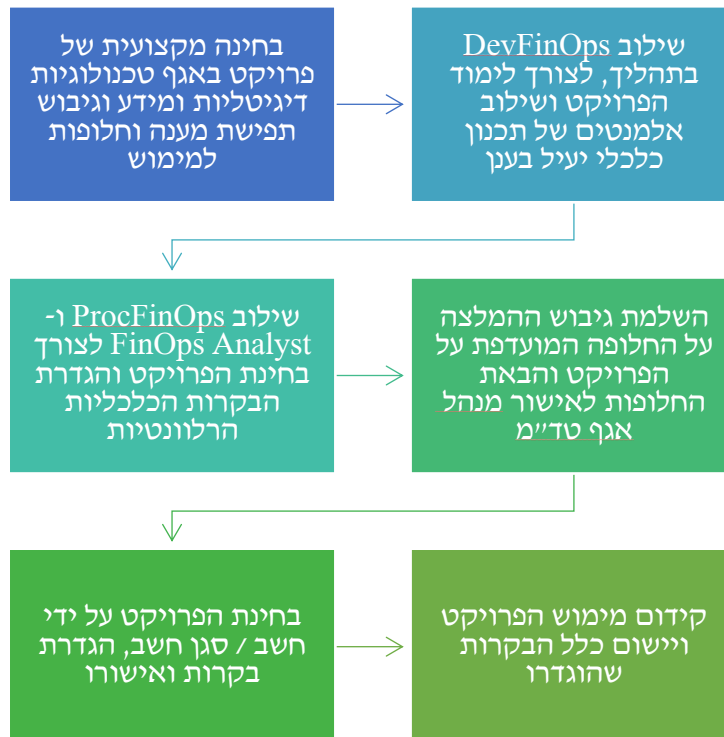 בחינה מקצועית של
פרויקט באגף טכנולוגיות
דיגיטליות ומידע וגיבוש
תפישת מענה וחלופות
למימוש
שילוב DevFinOps
בתהליך, לצורך לימוד
הפרויקט ושילוב
אלמנטים של תכנון
כלכלי יעיל בענן
שילוב ProcFinOps ו-
FinOps Analyst לצורך
בחינת הפרויקט והגדרת
הבקרות הכלכליות
הרלוונטיות
השלמת גיבוש ההמלצה
על החלופה המועדפת על
הפרויקט והבאת
החלופות לאישור מנהל
אגף טד״מ
בחינת הפרויקט על ידי
חשב / סגן חשב, הגדרת
בקרות ואישורו
קידום מימוש הפרויקט
ויישום כלל הבקרות
שהוגדרו